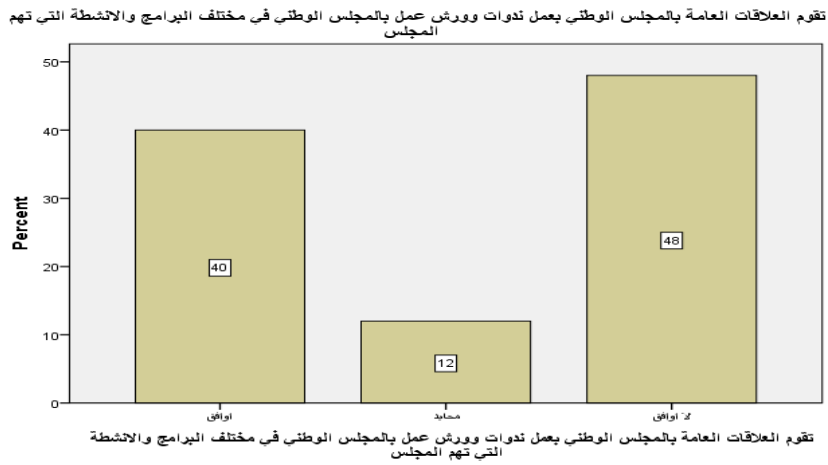 تقوم العلاقات العامة بالمجلس الوطني بعمل ندوات وورش عمل بالمجلس الوطني في مختلف البرامج والانشطة التي تهم
المجلس
50
40
30
20
10
0
Percent
40
12
48
اوافق
محايد
لا اوافق
تقوم العلاقات العامة بالمجلس الوطني بعمل ندوات وورش عمل بالمجلس الوطني في مختلف البرامج والانشطة
التي تهم المجلس